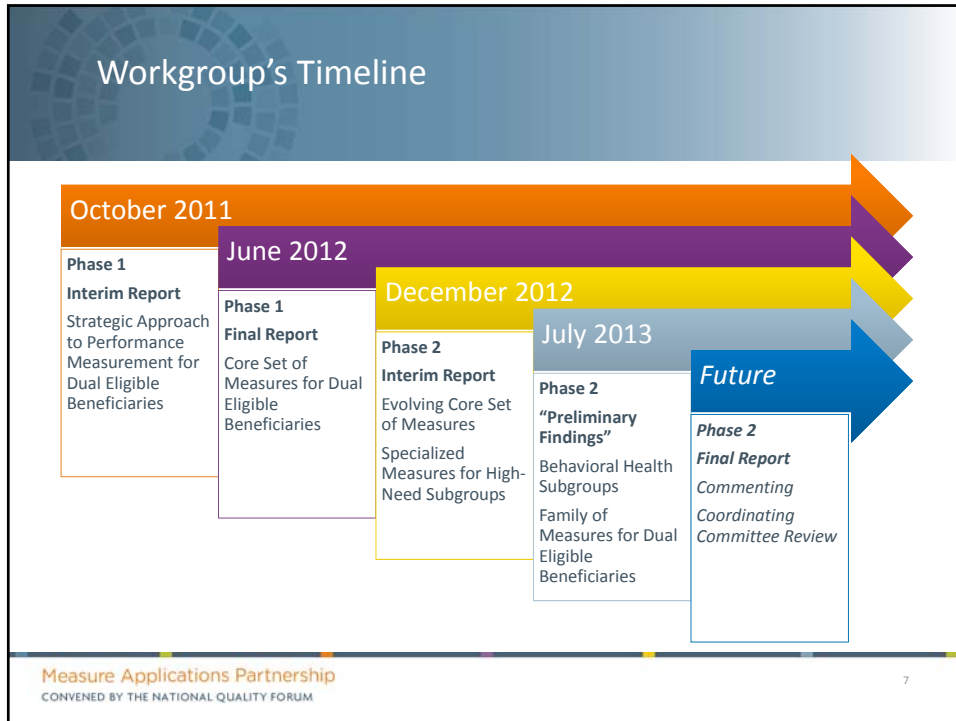 Workgroup’s Timeline
October 2011
Phase 1
Interim Report
Strategic Approach
to Performance
Measurement for
Dual Eligible
Beneficiaries
June 2012
Phase 1
Final Report
Core Set of
Measures for Dual
Eligible
Beneficiaries
December 2012
Phase 2
Interim Report
Evolving Core Set
of Measures
Specialized
Measures for High-
Need Subgroups
July 2013
Phase 2
“Preliminary
Findings”
Behavioral Health
Subgroups
Family of
Measures for Dual
Eligible
Beneficiaries
Future
Phase 2
Final Report
Commenting
Coordinating
Committee Review
Measure Applications Partnership
CONVENED BY THE NATIONAL QUALITY FORUM
7